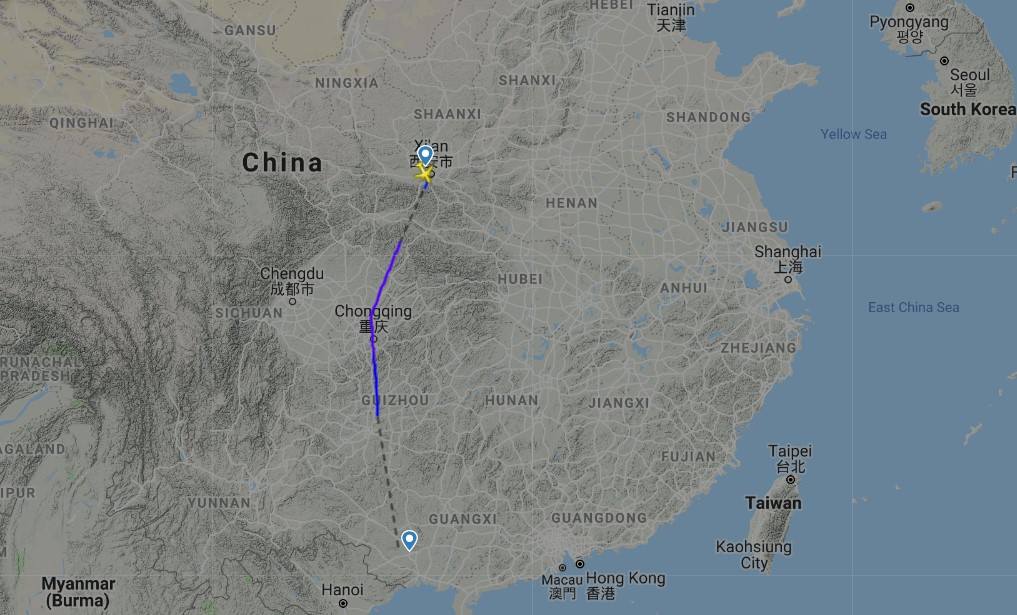 HEBEI
Tianjin
天津
Pyongyang
평양
GANSU
Seoul
서울
NINGXIA
SHANXI
SHAANXI
SHANDONG
South Korea
QINGHAI
Yellow Sea
Xi'an
西安市
China
HENAN
JIANGSU
Shanghai
上海
Chengdu
成都市
HUBEI
ANHUI
SICHUAN
Chongqing
重庆
East China Sea
ZHEJIANG
RUNACHAL
PRADESH
GUIZHOU
HUNAN
JIANGXI
AGALAND
FUJIAN
Taipei
台北
IPUR
YUNNAN
Taiwan
GUANGXI
GUANGDONG
Kaohsiung
City
M
Myanmar
(Burma)
Hanoi
Macau
澳門
Hong Kong
香港
F